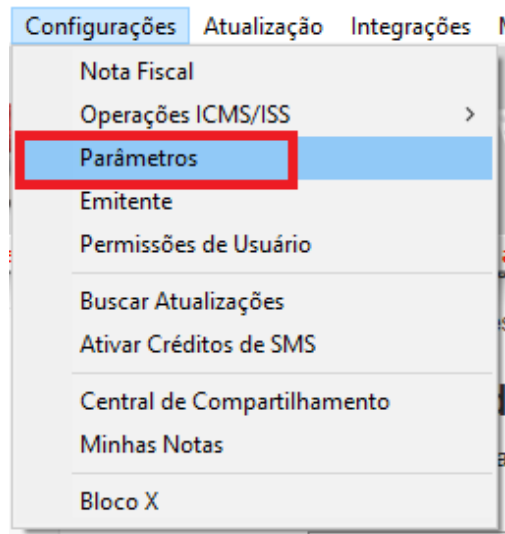 Configurações Atualização Integrações
Nota Fiscal
Operações ICMS/ISS >
Parâmetros
Emitente
Permissões de Usuário
Buscar Atualizações
Ativar Créditos de SMS
Central de Compartilhamento
Minhas Notas
Bloco X